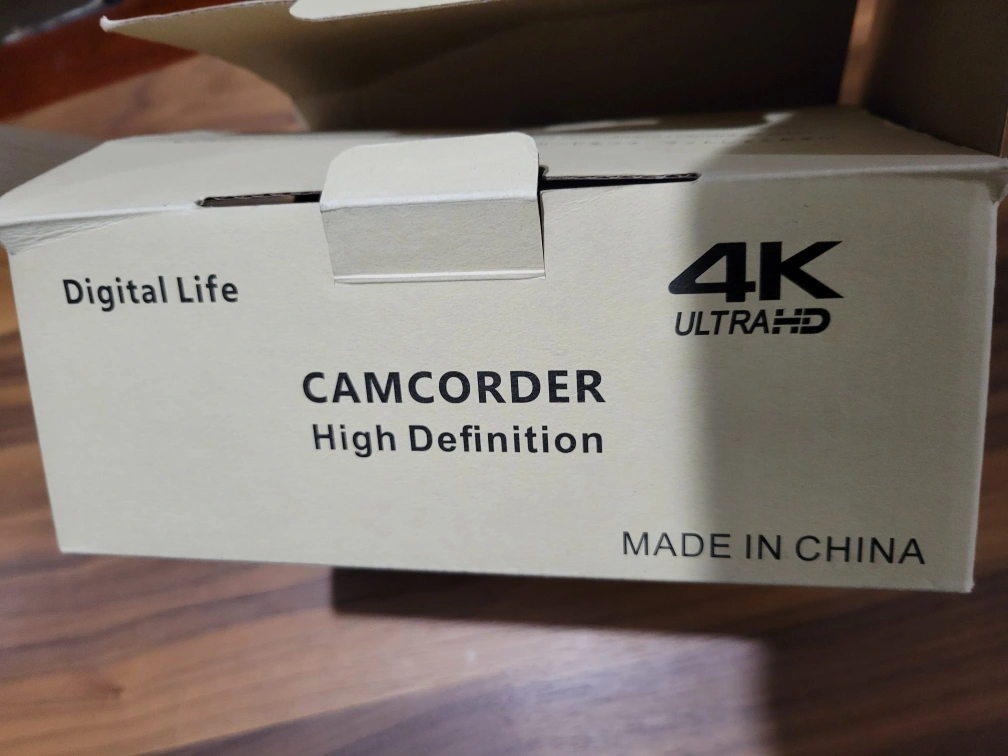 Digital Life
4K
ULTRAHD
CAMCORDER
High Definition
MADE IN CHINA